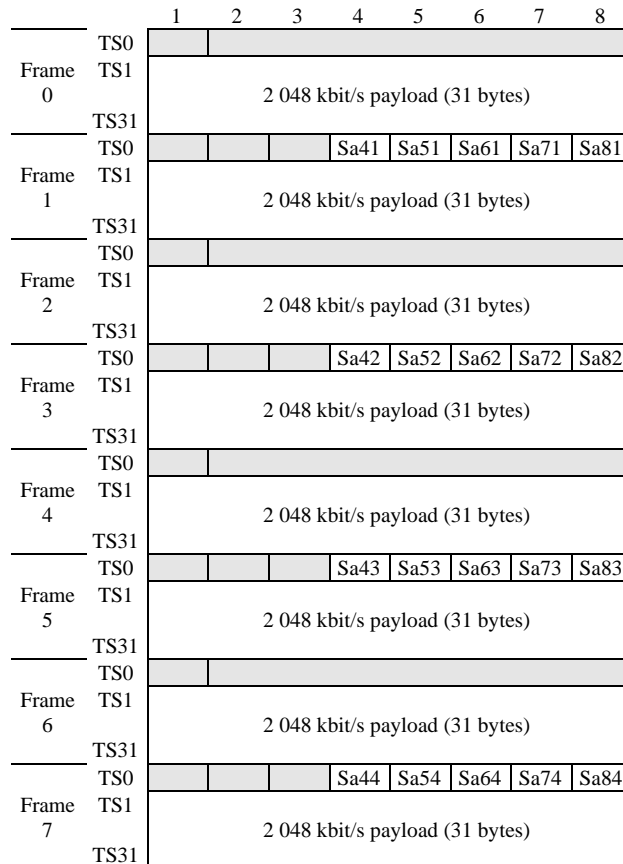 1 2 3 4 5 6 7 8
TS0
Frame TS1
0 2 048 kbit/s payload (31 bytes)
TS31
TS0 Sa41 Sa51 Sa61 Sa71 Sa81
Frame TS1
1 2 048 kbit/s payload (31 bytes)
TS31
TS0
Frame TS1
2 2 048 kbit/s payload (31 bytes)
TS31
TS0 Sa42 Sa52 Sa62 Sa72 Sa82
Frame TS1
3 2 048 kbit/s payload (31 bytes)
TS31
TS0
Frame TS1
4 2 048 kbit/s payload (31 bytes)
TS31
TS0 Sa43 Sa53 Sa63 Sa73 Sa83
Frame TS1
5 2 048 kbit/s payload (31 bytes)
TS31
TS0
Frame TS1
6 2 048 kbit/s payload (31 bytes)
TS31
TS0 Sa44 Sa54 Sa64 Sa74 Sa84
Frame TS1
7 2 048 kbit/s payload (31 bytes)
TS31